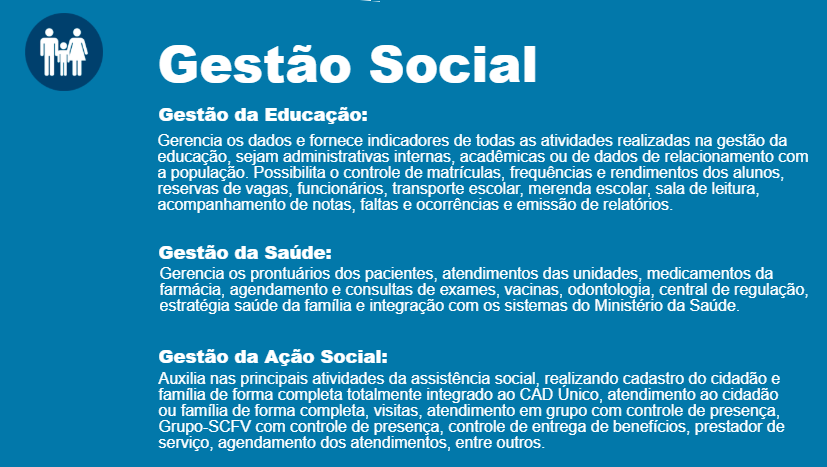 Gestão Social
Gestão da Educação:
Gerencia os dados e fornece indicadores de todas as atividades realizadas na gestão da
educação, sejam administrativas internas, acadêmicas ou de dados de relacionamento com
a população. Possibilita o controle de matrículas, frequências e rendimentos dos alunos,
reservas de vagas, funcionários, transporte escolar, merenda escolar, sala de leitura,
acompanhamento de notas, faltas e ocorrências e emissão de relatórios.
Gestão da Saúde:
Gerencia os prontuários dos pacientes, atendimentos das unidades, medicamentos da
farmácia, agendamento e consultas de exames, vacinas, odontologia, central de regulação,
estratégia saúde da família e integração com os sistemas do Ministério da Saúde.
Gestão da Ação Social:
Auxilia nas principais atividades da assistência social, realizando cadastro do cidadão e
família de forma completa totalmente integrado ao CAD Único, atendimento ao cidadão
ou família de forma completa, visitas, atendimento em grupo com controle de presença,
Grupo-SCFV com controle de presença, controle de entrega de benefícios, prestador de
serviço, agendamento dos atendimentos, entre outros.